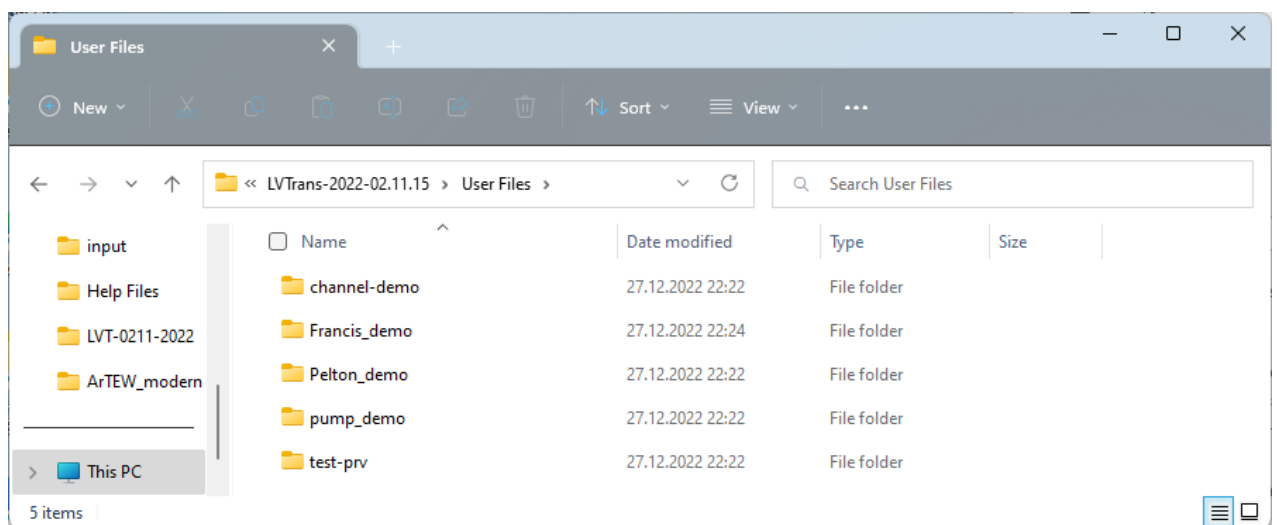 User Files
New
Sort
View
LVTrans-2022-02.11.15 > User Files >
Search User Files
input
Help Files
LVT-0211-2022
ArTEW_modern
This PC
Name Date modified Type Size
channel-demo 27.12.2022 22:22 File folder
Francis_demo 27.12.2022 22:24 File folder
Pelton_demo 27.12.2022 22:22 File folder
pump_demo 27.12.2022 22:22 File folder
test-prv 27.12.2022 22:22 File folder
5 items